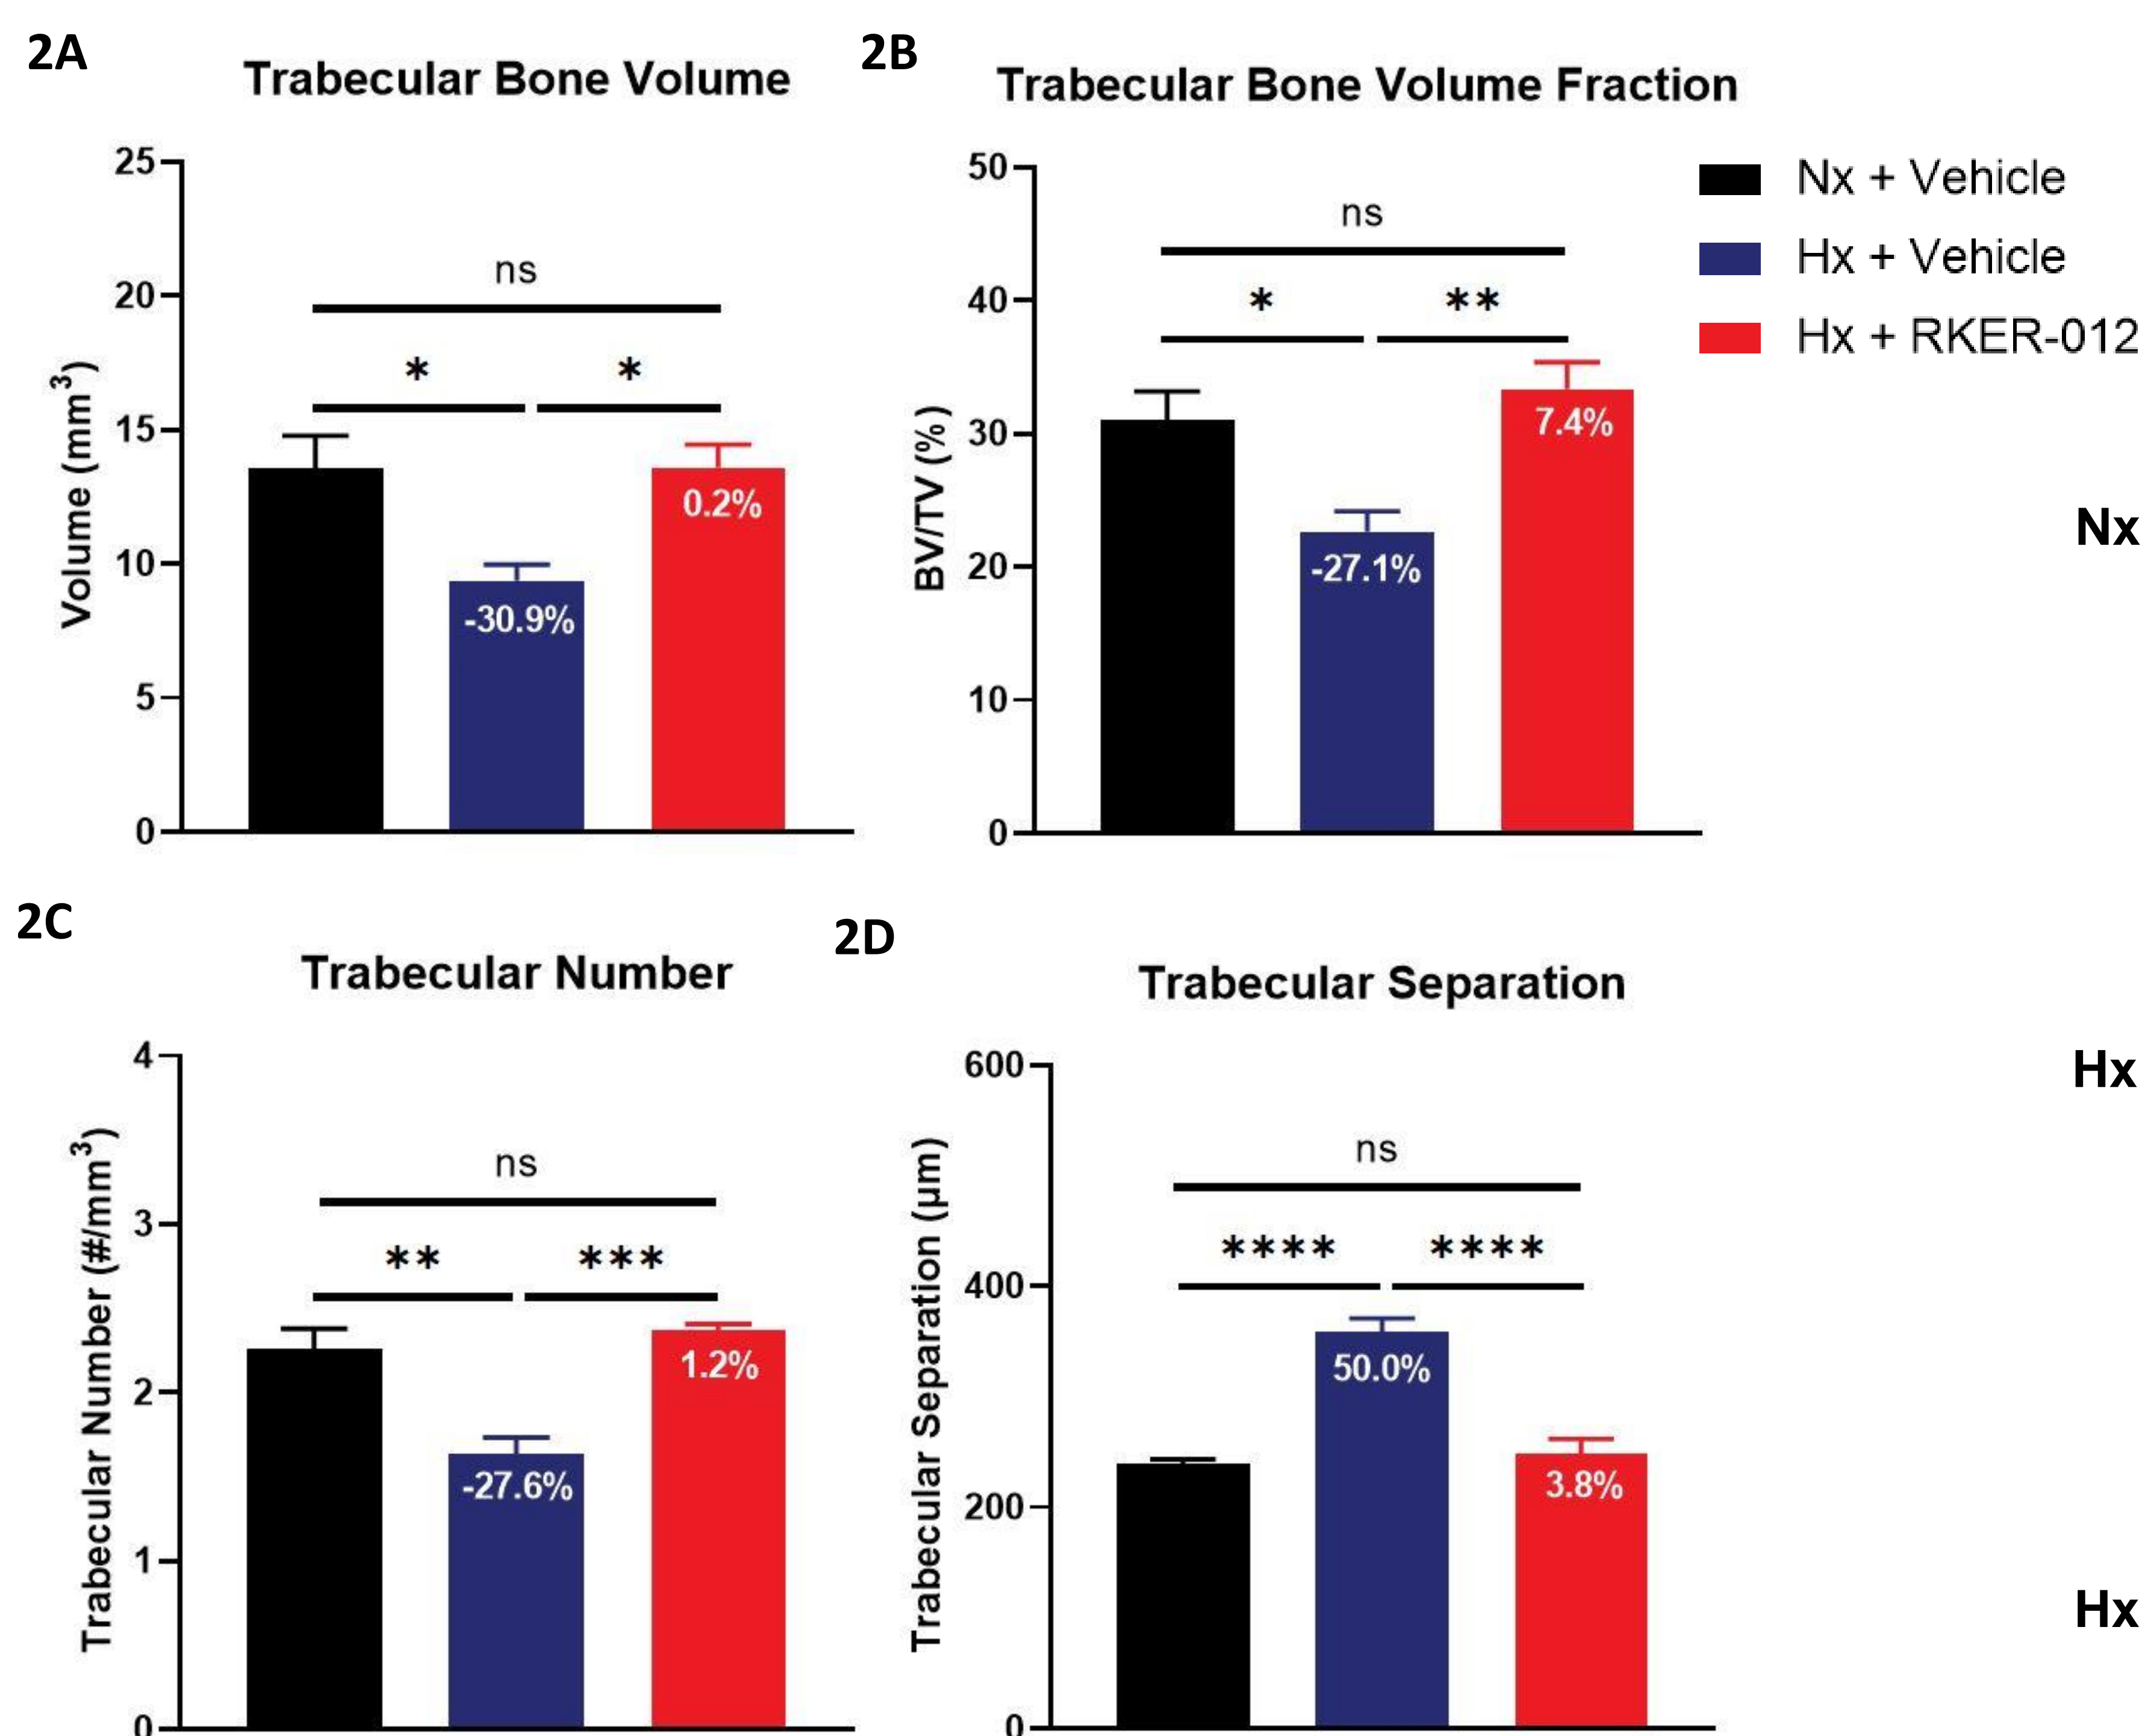 2A
Trabecular Bone Volume
25
20
15
10
5
0
Volume (mm³)
ns
*
*
-30.9%
0.2%
2B
Trabecular Bone Volume Fraction
50
40
30
20
10
0
BV/TV (%)
ns
*
**
-27.1%
7.4%
Nx + Vehicle
Hx + Vehicle
Hx + RKER-012
Nx
2C
Trabecular Number
4
3
2
1
0
Trabecular Number (#/mm³)
ns
**
***
-27.6%
1.2%
2D
Trabecular Separation
600
400
200
0
Trabecular Separation (µm)
ns
****
****
50.0%
3.8%
Hx
Hx